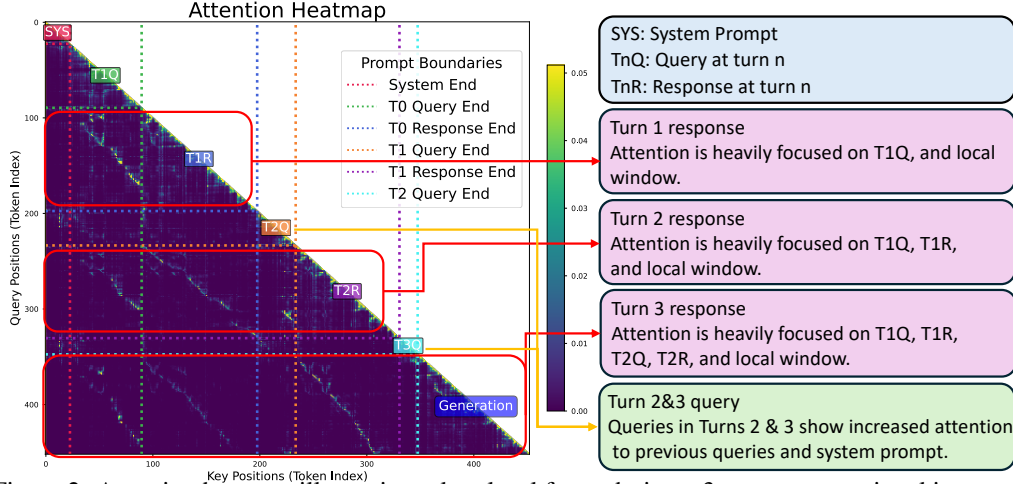 Attention Heatmap
SYS
T1Q
T1R
T2Q
T2R
T3Q
Generation
Prompt Boundaries
System End
T0 Query End
T0 Response End
T1 Query End
T1 Response End
T2 Query End
0
100
200
300
400
Query Positions (Token Index)
0
100
200
300
400
Key Positions (Token Index)
0.05
0.04
0.03
0.02
0.01
0.00
SYS: System Prompt
TnQ: Query at turn n
TnR: Response at turn n
Turn 1 response
Attention is heavily focused on T1Q, and local
window.
Turn 2 response
Attention is heavily focused on T1Q, T1R,
and local window.
Turn 3 response
Attention is heavily focused on T1Q, T1R,
T2Q, T2R, and local window.
Turn 2&3 query
Queries in Turns 2 & 3 show increased attention
to previous queries and system prompt.